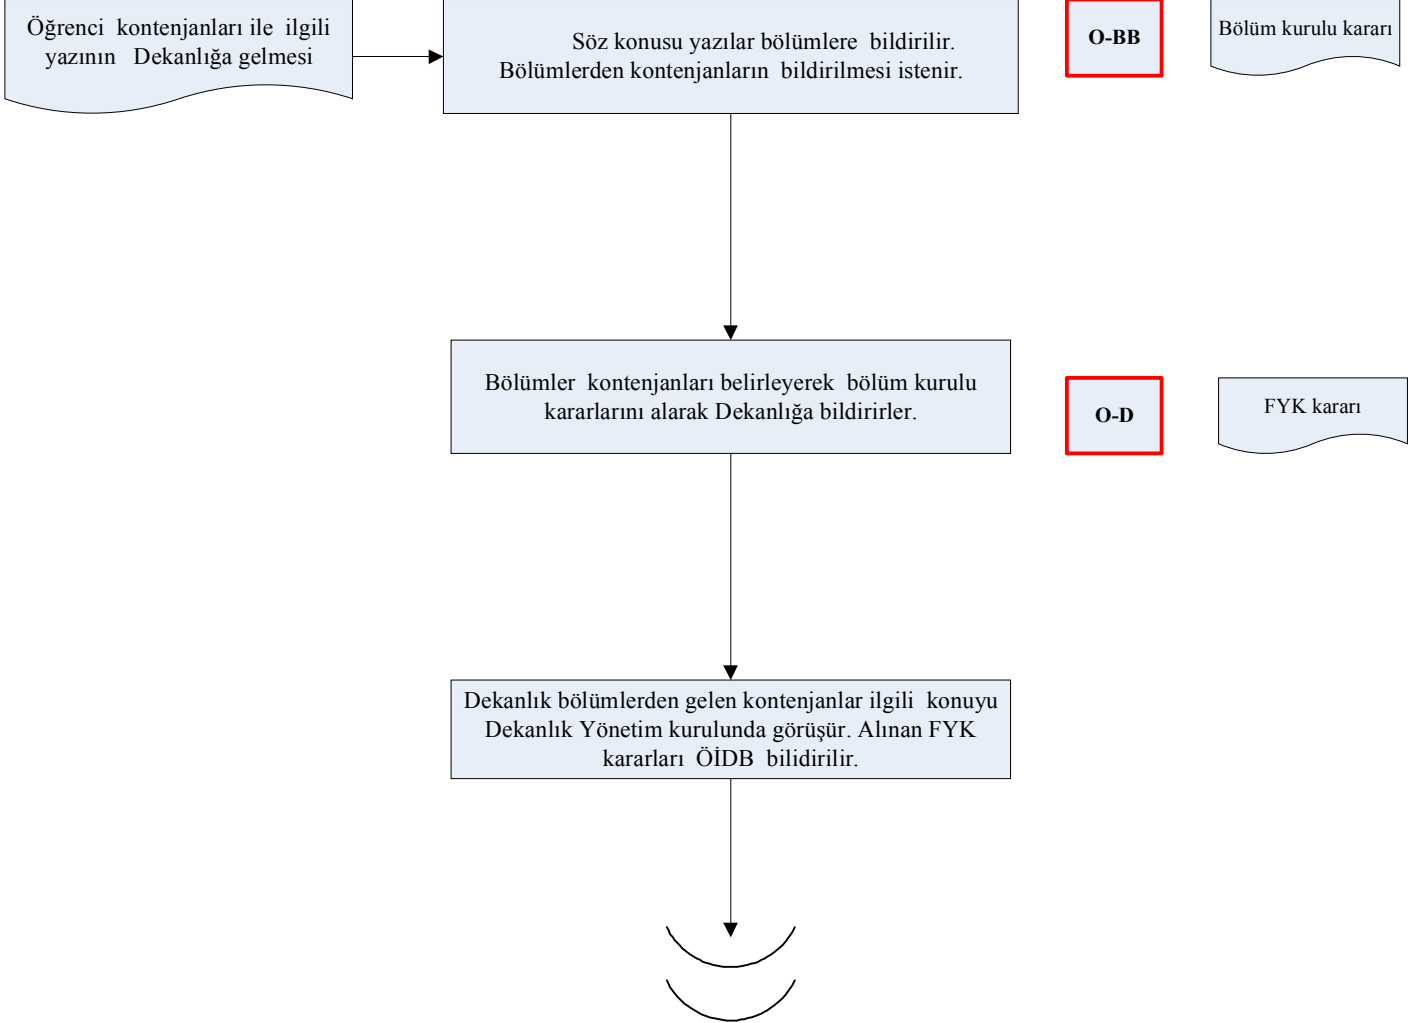 Öğrenci kontenjanları ile ilgili
yazının Dekanlığa gelmesi
Söz konusu yazılar bölümlere bildirilir.
Bölümlerden kontenjanların bildirilmesi istenir.
O-BB
Bölüm kurulu kararı
Bölümler kontenjanları belirleyerek bölüm kurulu
kararlarını alarak Dekanlığa bildirirler.
O-D
FYK kararı
Dekanlık bölümlerden gelen kontenjanlar ilgili konuyu
Dekanlık Yönetim kurulunda görüşür. Alınan FYK
kararları ÖİDB bilidirilir.